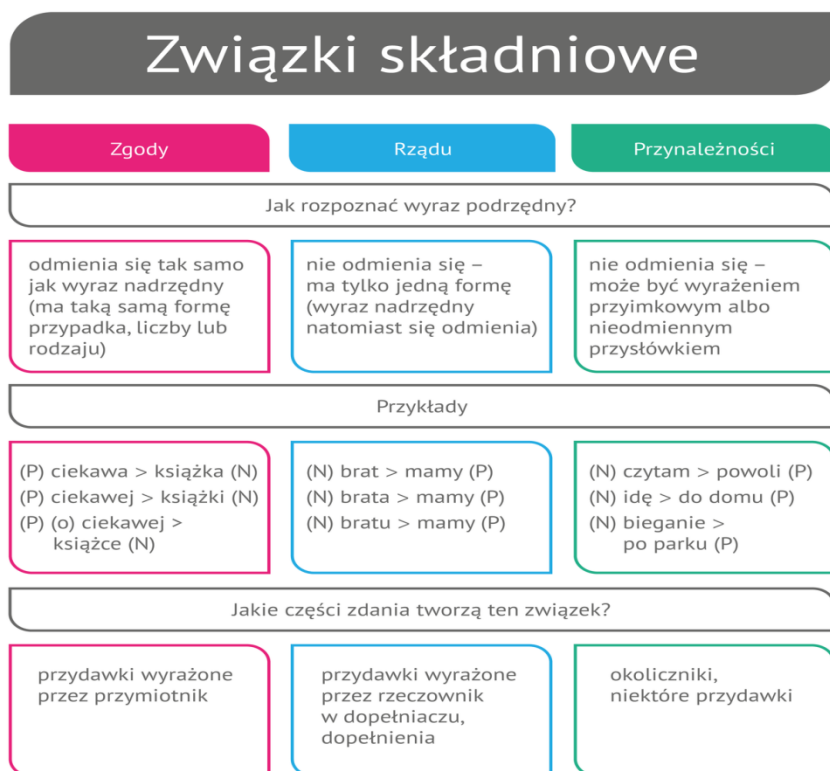 Związki składniowe
Zgody
Rządu
Przynależności
Jak rozpoznać wyraz podrzędny?
odmienia się tak samo
jak wyraz nadrzędny
(ma taką samą formę
przypadka, liczby lub
rodzaju)
nie odmienia się –
ma tylko jedną formę
(wyraz nadrzędny
natomiast się odmienia)
nie odmienia się –
może być wyrażeniem
przyimkowym albo
nieodmiennym
przysłówkiem
Przykłady
(P) ciekawa > książka (N)
(P) ciekawej > książki (N)
(P) (o) ciekawej >
książce (N)
(N) brat > mamy (P)
(N) brata > mamy (P)
(N) bratu > mamy (P)
(N) czytam > powoli (P)
(N) idę > do domu (P)
(N) bieganie >
po parku (P)
Jakie części zdania tworzą ten związek?
przydawki wyrażone
przez przymiotnik
przydawki wyrażone
przez rzeczownik
w dopełniaczu,
dopełnienia
okoliczniki,
niektóre przydawki